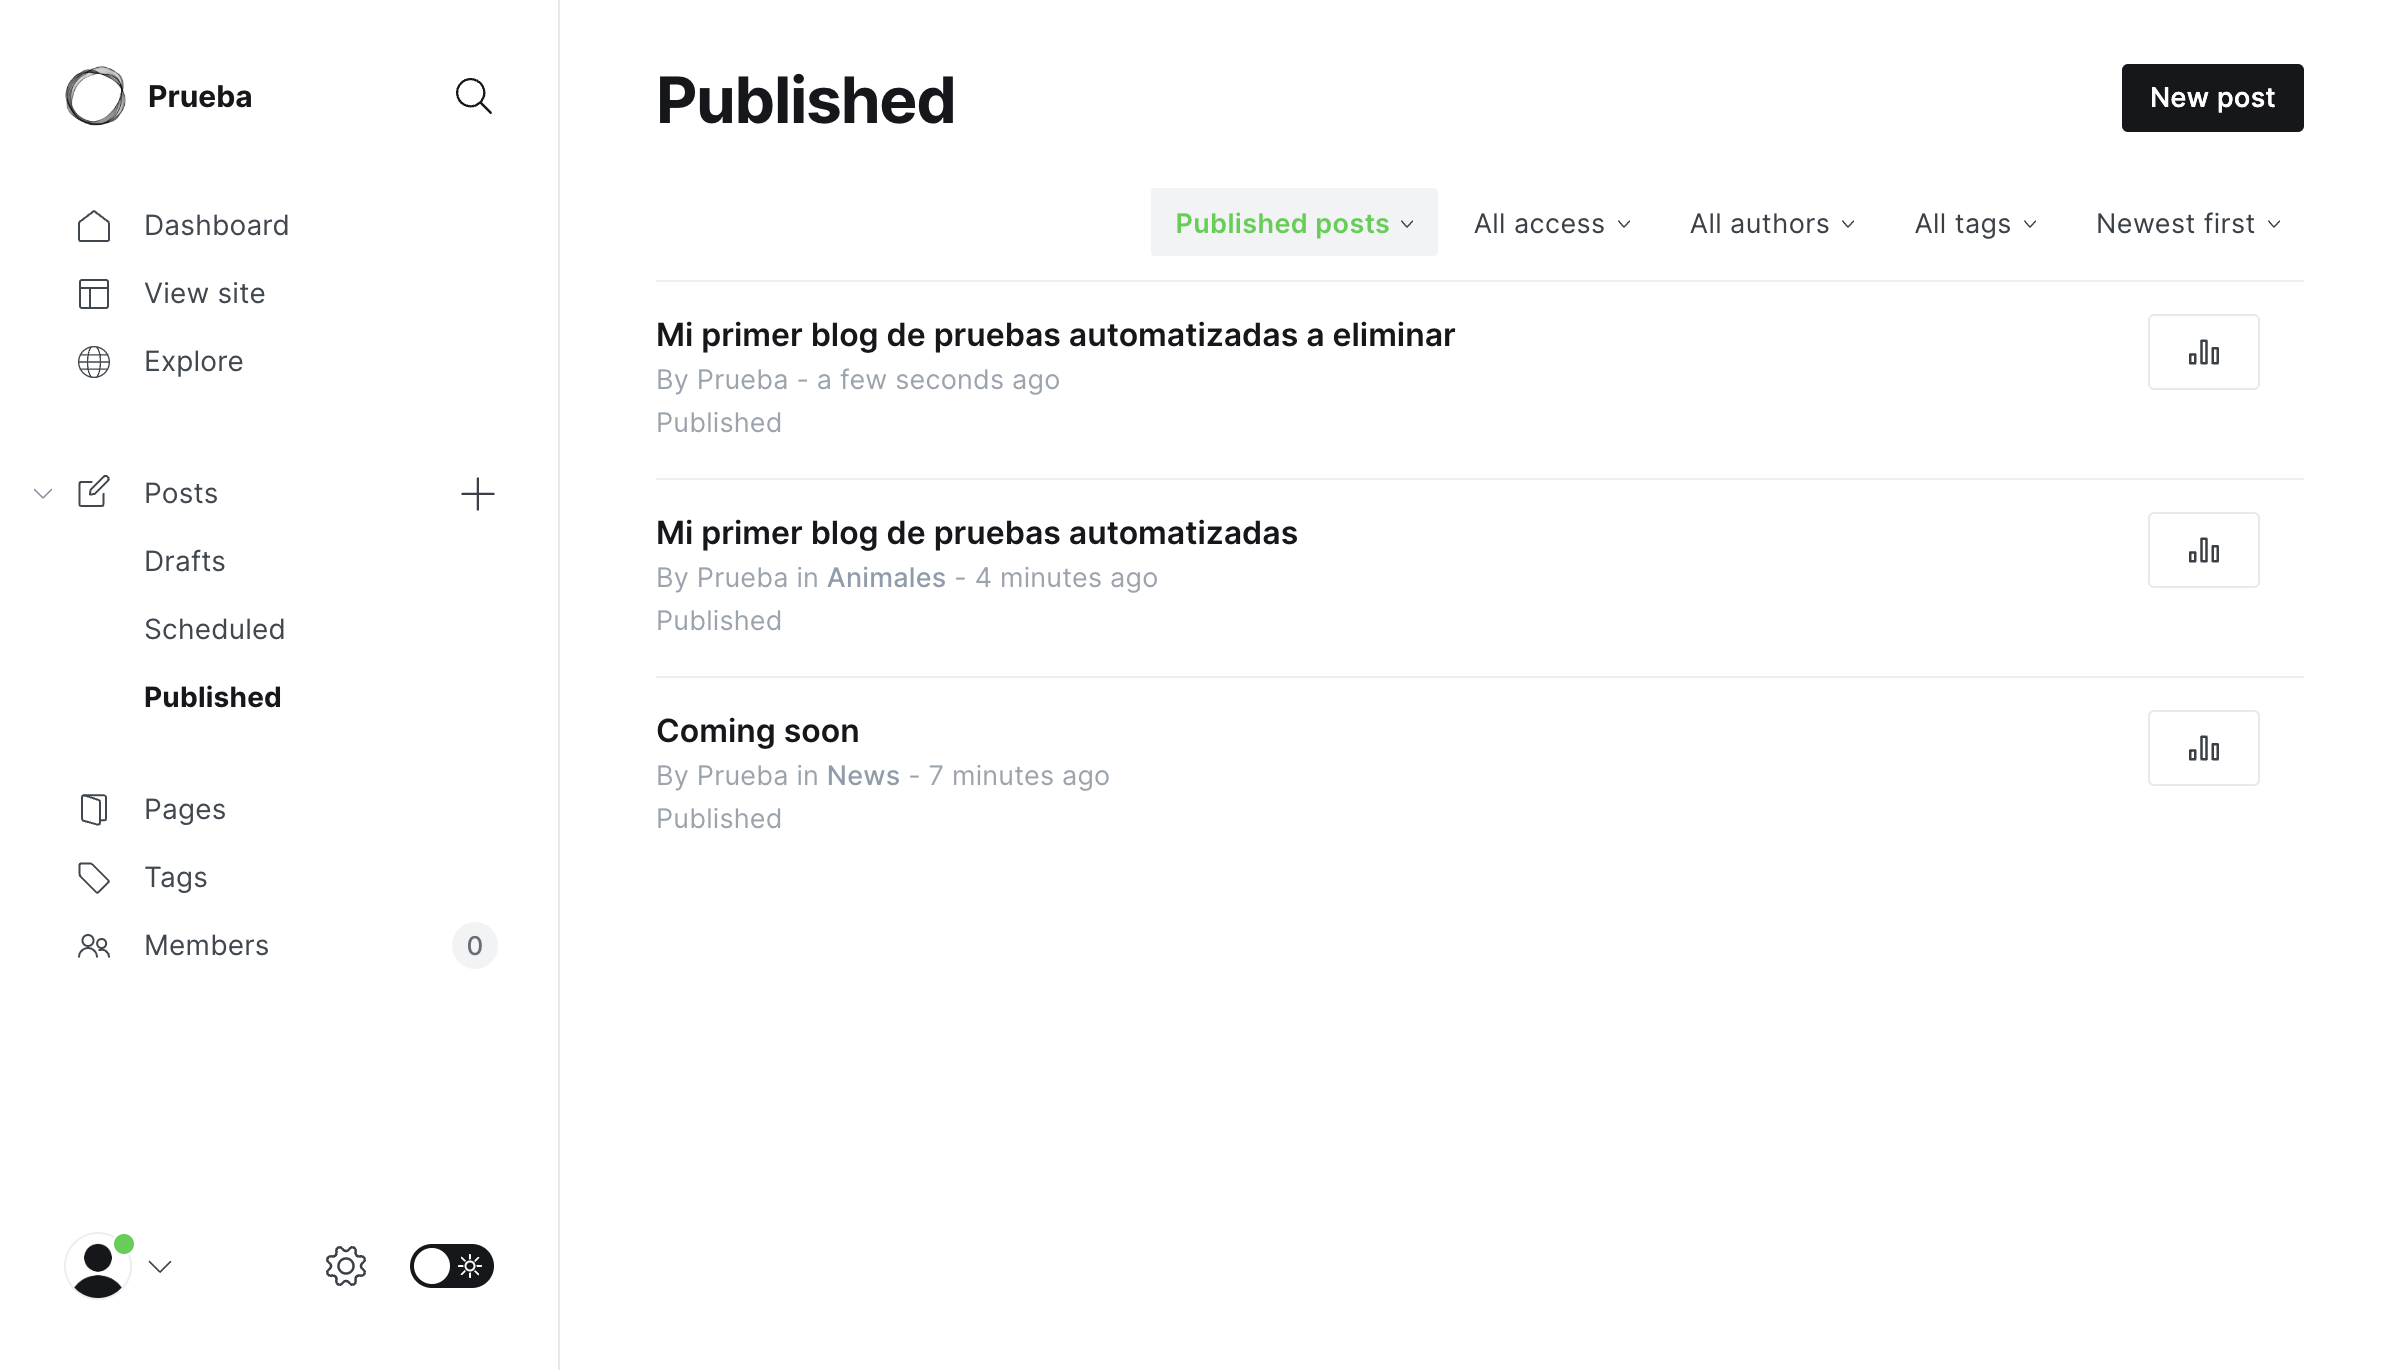 Prueba
Dashboard
View site
Explore
Posts
Drafts
Scheduled
Published
Pages
Tags
Members
0
Published
New post
Published posts
All access
All authors
All tags
Newest first
Mi primer blog de pruebas automatizadas a eliminar
By Prueba - a few seconds ago
Published
Mi primer blog de pruebas automatizadas
By Prueba in Animales - 4 minutes ago
Published
Coming soon
By Prueba in News - 7 minutes ago
Published